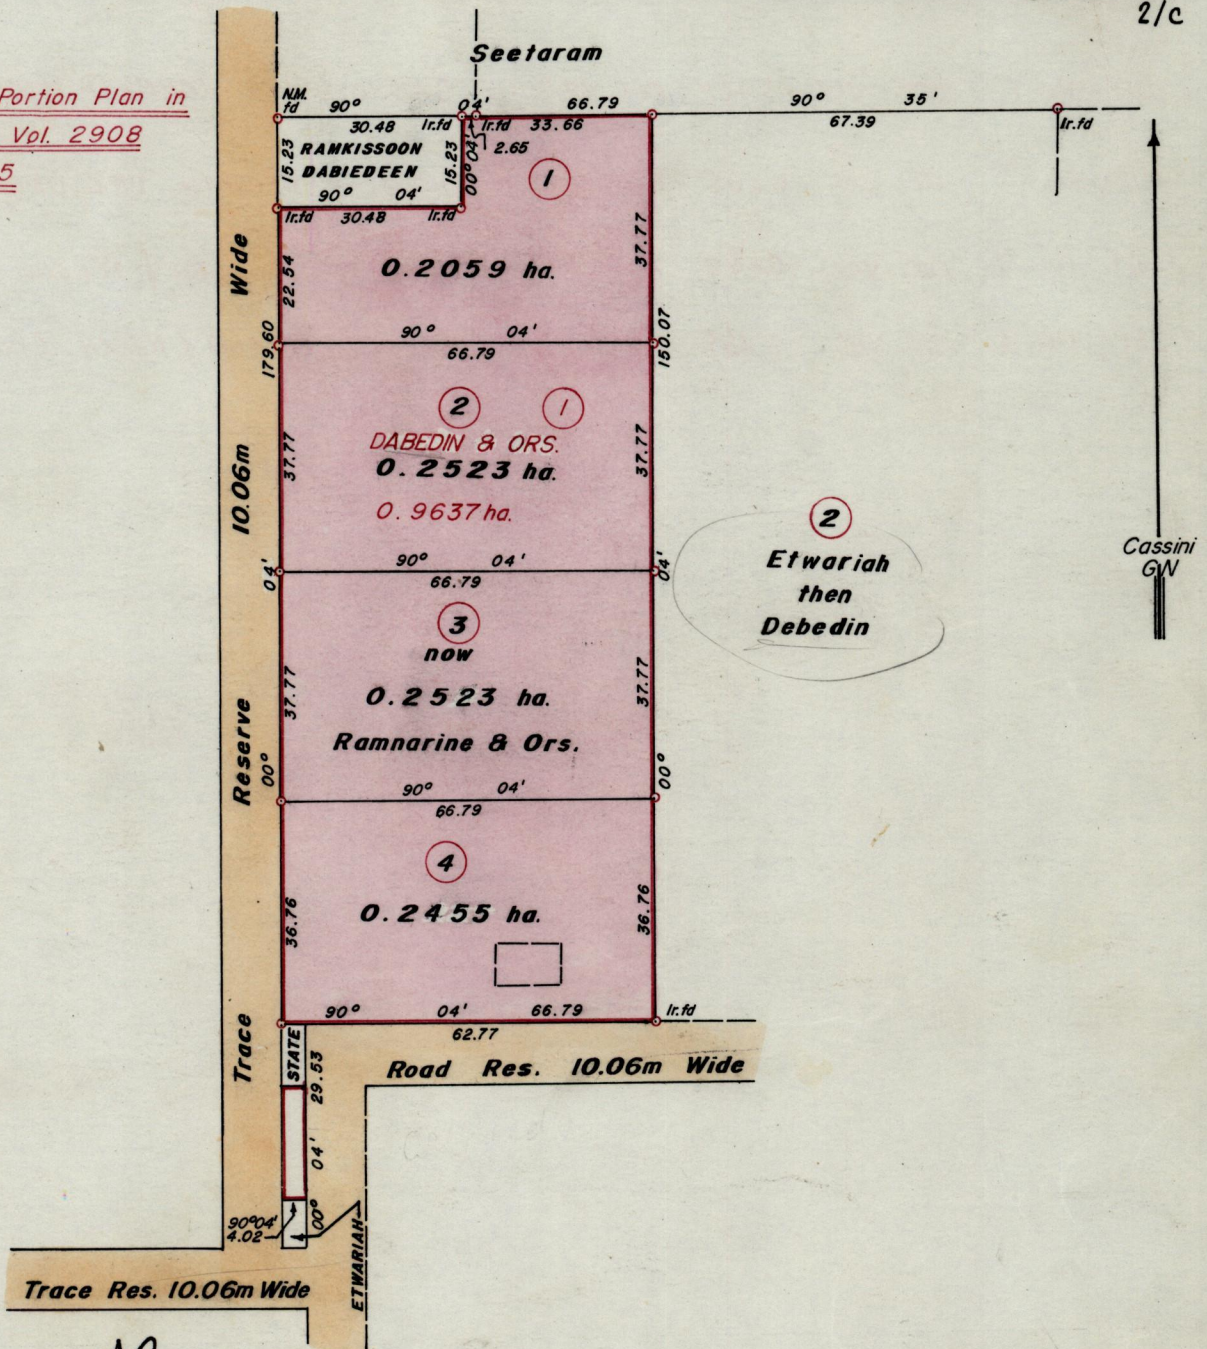 2/c
Seetaram
Portion Plan in
Vol. 2908
5
N.M.
fd 90° 04' 66.79 90° 35'
30.48 Ir.fd Ir.fd 33.66 67.39 Ir.fd
15.23 RAMKISSOON 15.23 00°04' 2.65
DABIEDEEN
1
90° 04'
Ir.fd 30.48 Ir.fd
37.77
22.54 0.2059 ha.
Wide
179.60 90° 04' 150.07
66.79
2 1
DABEDIN & ORS.
37.77 0.2523 ha. 37.77
0.9637 ha.
10.06m
2
Etwariah
then
Debedin
Cassini
GN
04' 90° 04' 04'
66.79
3
now
37.77 0.2523 ha. 37.77
Ramnarine & Ors.
Reserve
00° 90° 04' 00°
66.79
4
36.76 0.2455 ha. 36.76
90° 04' 66.79 Ir.fd
62.77
Trace
STATE 29.53
Road Res. 10.06m Wide
04'
00°
90°04'
4.02
ETWARIAH
Trace Res. 10.06m Wide